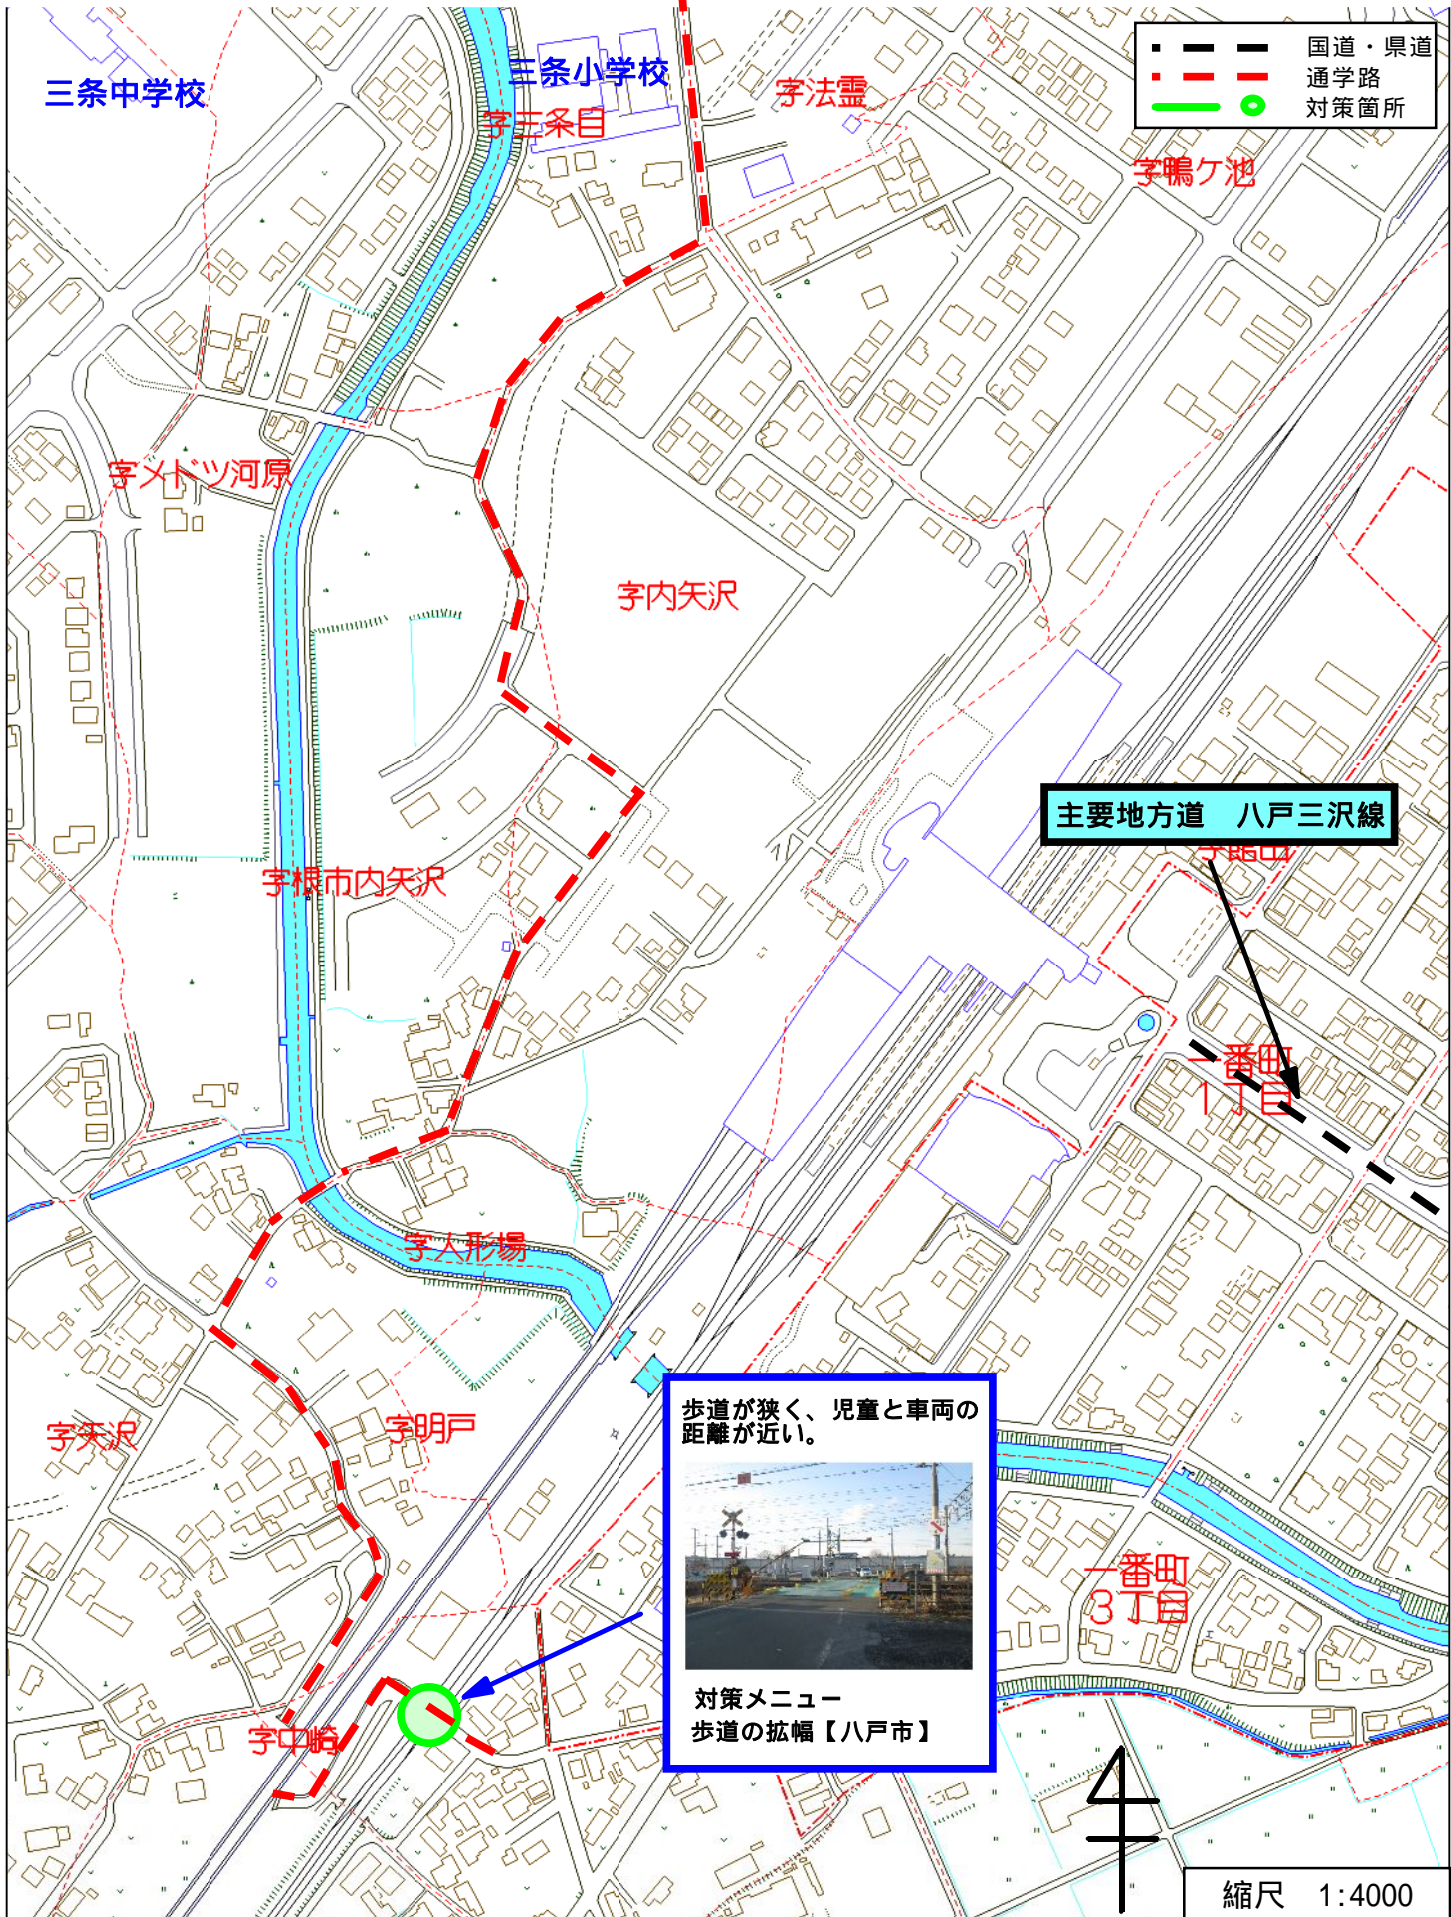 国道・県道
通学路
対策箇所
三条中学校
三条小学校
字三条目
字法霊
字鴨ケ池
字メドツ河原
字内矢沢
主要地方道　八戸三沢線
字館田
字根市内矢沢
一番町
1丁目
字人形場
字矢沢
字明戸
歩道が狭く、児童と車両の
距離が近い。
対策メニュー
歩道の拡幅【八戸市】
一番町
3丁目
字中崎
縮尺　1:4000